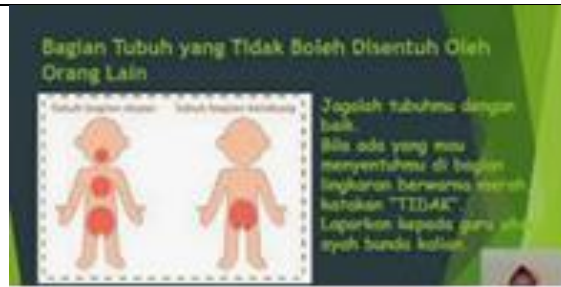 Bagian Tubuh yang Tidak Boleh Disentuh Oleh
Orang Lain
Tubuh bagian depan
Tubuh bagian belakang
Jagalah tubuhmu dengan
baik.
Bila ada yang mau
menyentuhmu di bagian
lingkaran berwarna merah
katakan "TIDAK".
Laporkan kepada guru
ayah bunda kalian.